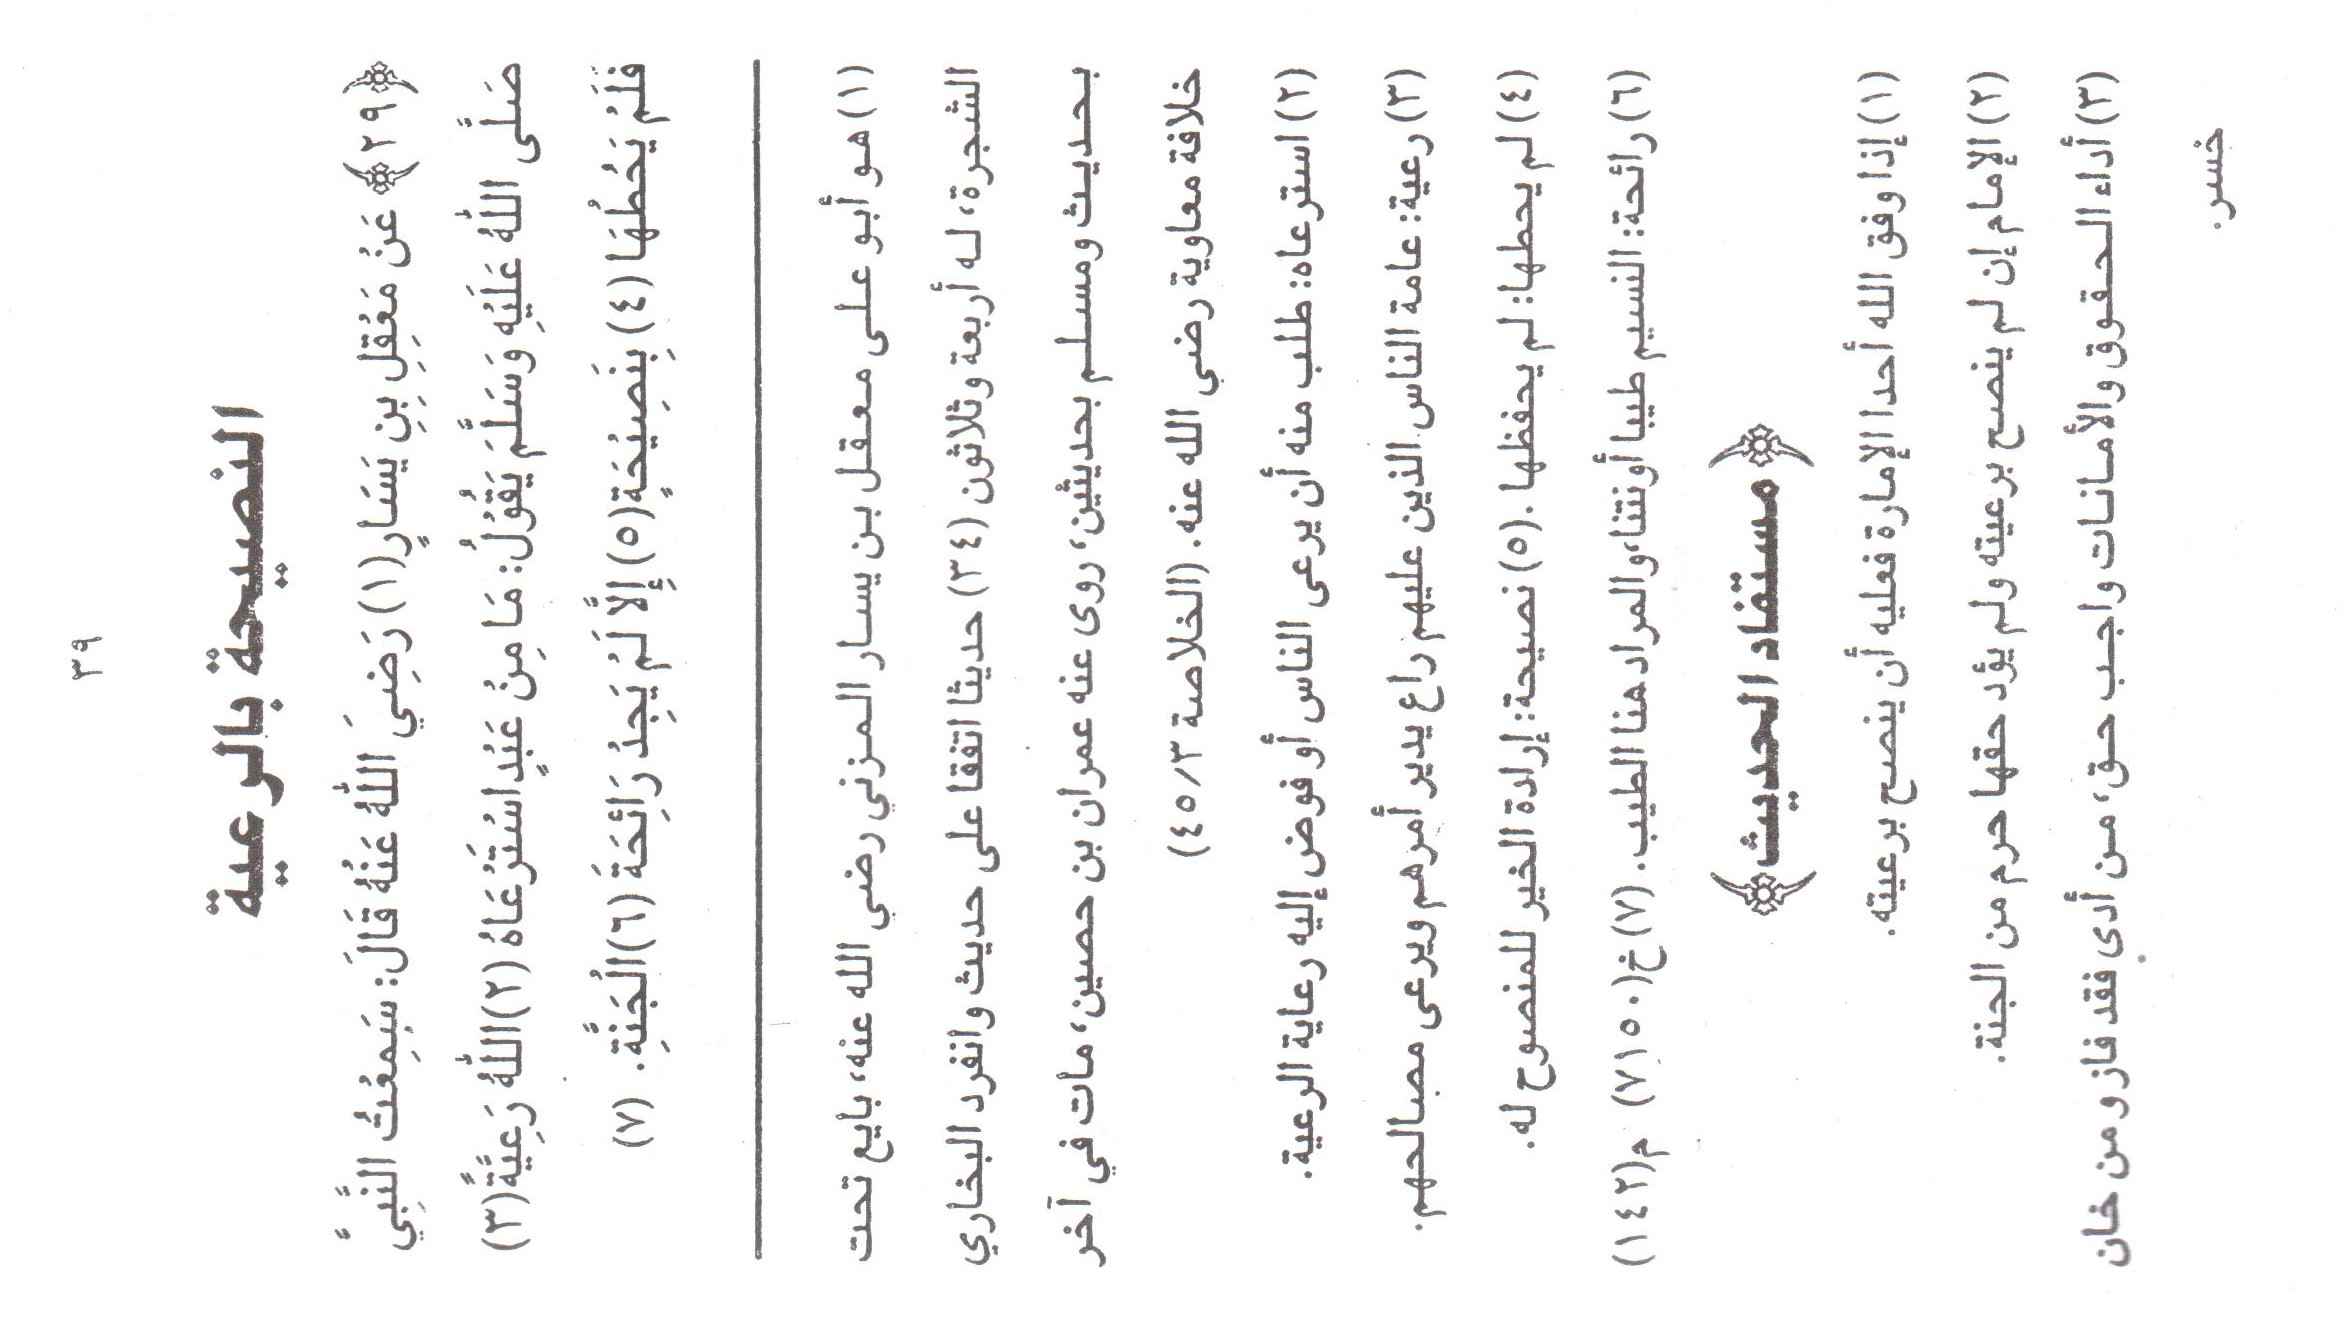 ٣٩
النصيحة بالرعية
﴿٢٩﴾ عَنْ مَعْقِلِ بِنِ يَسَارٍ(١) رَضِيَ اللهُ عَنْهُ قَالَ: سَمِعْتُ النَّبِيَّ
صَلَّى اللهُ عَلَيْهِ وَسَلَّمَ يَقُوْلُ: مَا مِنْ عَبْدٍاسْتَرْعَاهُ (٢)اللهُ رَعِيَّةً(٣)
فَلَمْ يَحُطْهَا (٤) بِنَصِيْحَةٍ(٥) إِلَّا لَمْ يَجِدْ رَائِحَةَ (٦)الْجَنَّةِ. (٧)
(١) هو أبو على معقل بن يسار المزني رضي الله عنه، بايع تحت
الشجرة، له أربعة وثلاثون (٣٤) حديثا اتفقا على حديث وانفرد البخاري
بحديث ومسلم بحديثين، روى عنه عمران بن حصين، مات في آخر
خلافة معاوية رضي الله عنه. (الخلاصة ٤٥/٣)
(٢) استرعاه: طلب منه أن يرعى الناس أو فوض إليه رعاية الرعية.
(٣) رعية: عامة الناس الذين عليهم راع يدير أمرهم ويرعى مصالحهم.
(٤) لم يحطها: لم يحفظها .(٥) نصيحة: إرادة الخير للمنصوح له.
(٦) رائحة: النسيم طيبا أونتنا،والمراد هنا الطيب. (٧) خ(٧١٥٠) م(١٤٢)
﴿مستفاد الحديث﴾
(١) إذا وفق الله أحدا الإمارة فعليه أن ينصح برعيته.
(٢) الإمام إن لم ينصح برعيته ولم يؤد حقها حرم من الجنة.
(٣) أداء الحقوق والأمانات واجب حق، من أدى فقد فاز ومن خان
خسر.